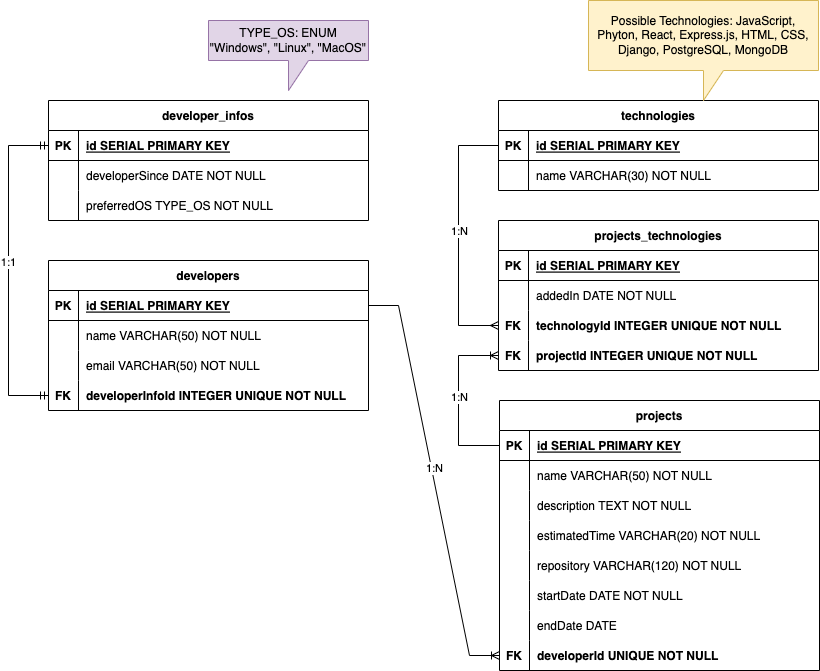 TYPE_OS: ENUM
"Windows", "Linux", "MacOS"
Possible Technologies: JavaScript,
Phyton, React, Express.js, HTML, CSS,
Django, PostgreSQL, MongoDB
developer_infos
PK id SERIAL PRIMARY KEY
developerSince DATE NOT NULL
preferredOS TYPE_OS NOT NULL
1:1
developers
PK id SERIAL PRIMARY KEY
name VARCHAR(50) NOT NULL
email VARCHAR(50) NOT NULL
FK developerInfoId INTEGER UNIQUE NOT NULL
1:N
technologies
PK id SERIAL PRIMARY KEY
name VARCHAR(30) NOT NULL
1:N
projects_technologies
PK id SERIAL PRIMARY KEY
addedIn DATE NOT NULL
FK technologyId INTEGER UNIQUE NOT NULL
FK projectId INTEGER UNIQUE NOT NULL
1:N
projects
PK id SERIAL PRIMARY KEY
name VARCHAR(50) NOT NULL
description TEXT NOT NULL
estimatedTime VARCHAR(20) NOT NULL
repository VARCHAR(120) NOT NULL
startDate DATE NOT NULL
endDate DATE
FK developerId UNIQUE NOT NULL